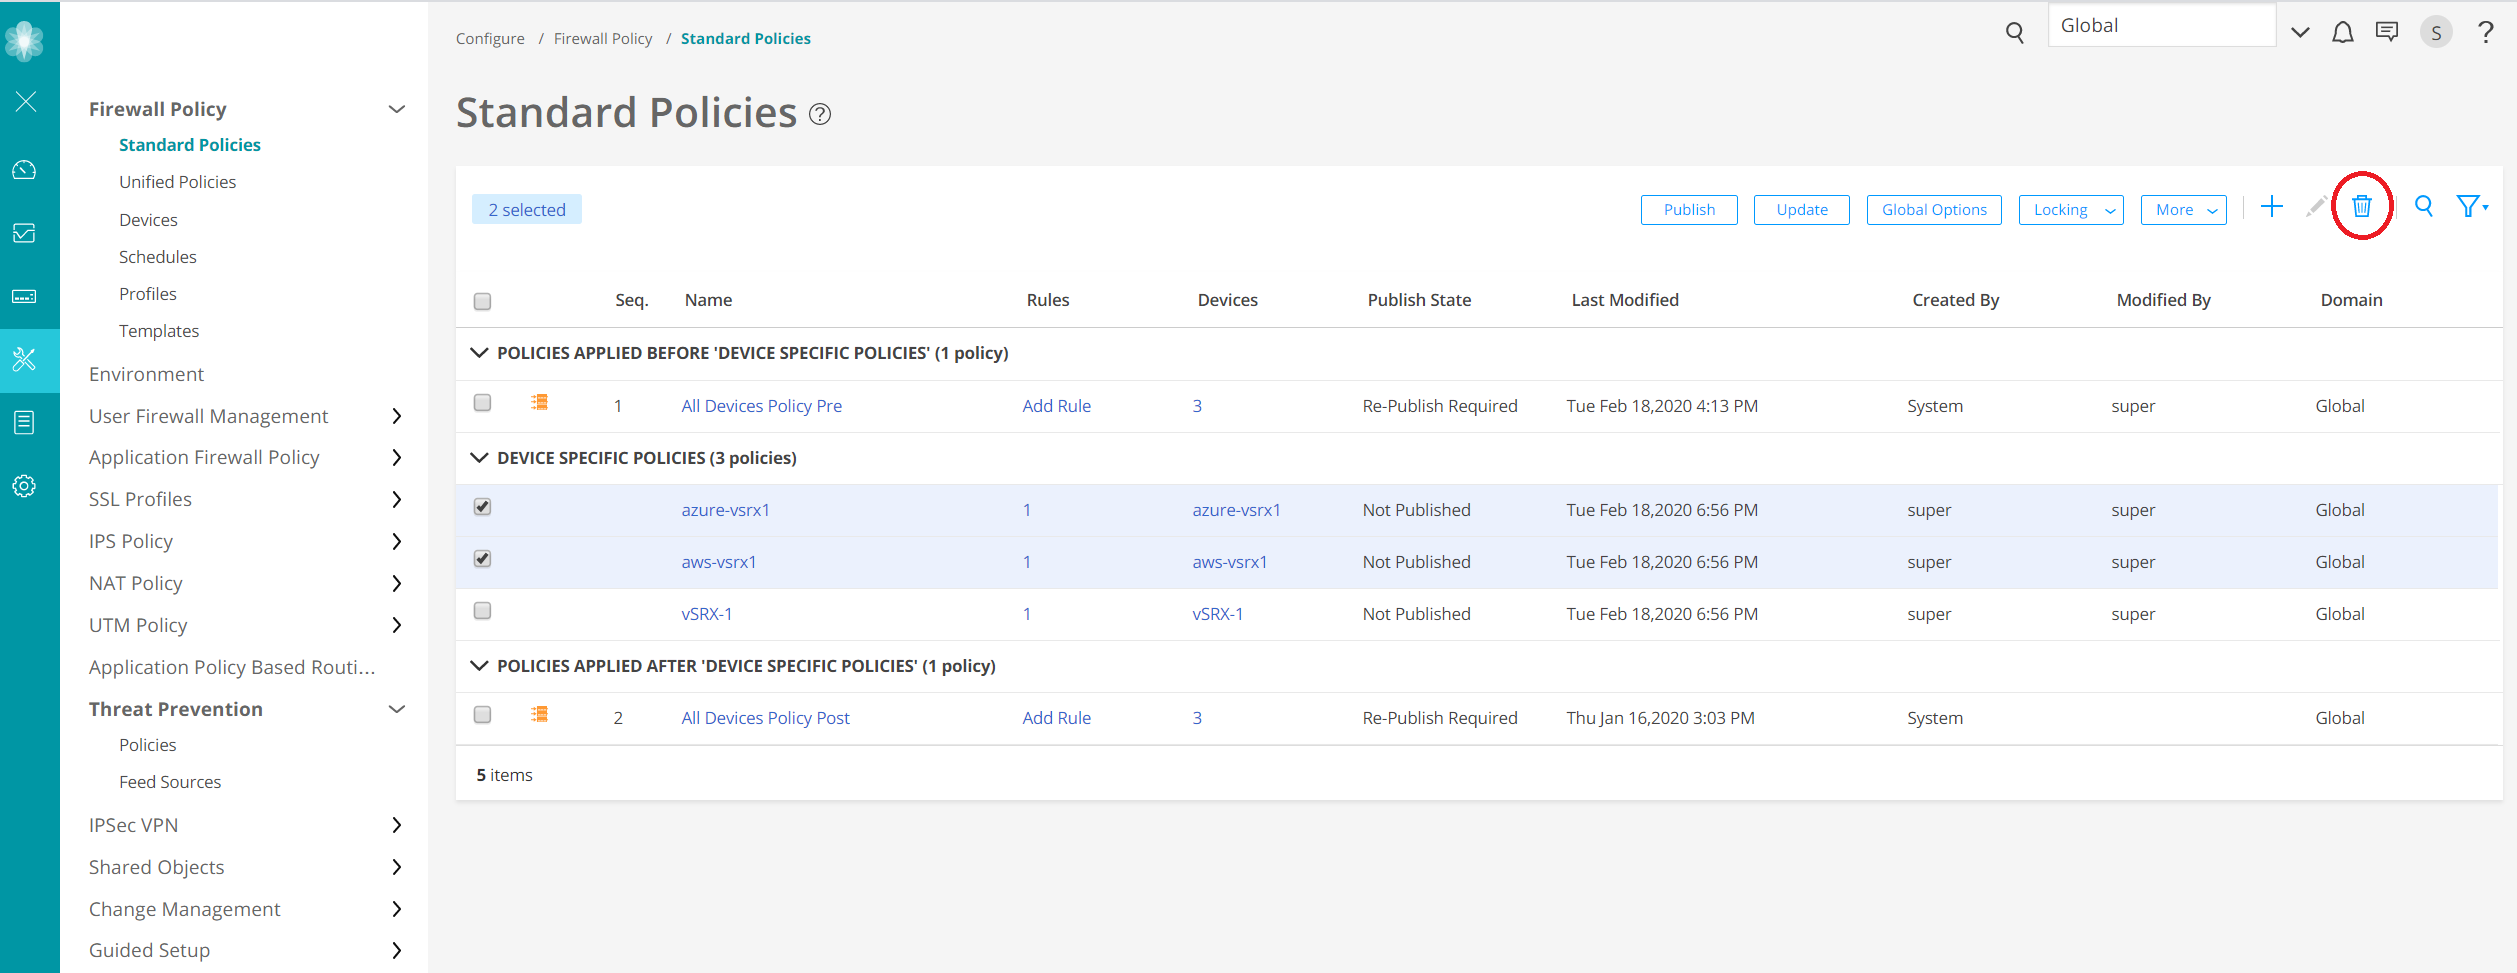 Configure / Firewall Policy / Standard Policies
Global
S
?
Standard Policies ?
Firewall Policy
Standard Policies
Unified Policies
Devices
Schedules
Profiles
Templates
Environment
User Firewall Management
Application Firewall Policy
SSL Profiles
IPS Policy
NAT Policy
UTM Policy
Application Policy Based Routi...
Threat Prevention
Policies
Feed Sources
IPSec VPN
Shared Objects
Change Management
Guided Setup
2 selected
Publish Update Global Options Locking More
Seq. Name Rules Devices Publish State Last Modified Created By Modified By Domain
POLICIES APPLIED BEFORE 'DEVICE SPECIFIC POLICIES' (1 policy)
1 All Devices Policy Pre Add Rule 3 Re-Publish Required Tue Feb 18,2020 4:13 PM System super Global
DEVICE SPECIFIC POLICIES (3 policies)
azure-vsrx1 1 azure-vsrx1 Not Published Tue Feb 18,2020 6:56 PM super super Global
aws-vsrx1 1 aws-vsrx1 Not Published Tue Feb 18,2020 6:56 PM super super Global
vSRX-1 1 vSRX-1 Not Published Tue Feb 18,2020 6:56 PM super super Global
POLICIES APPLIED AFTER 'DEVICE SPECIFIC POLICIES' (1 policy)
2 All Devices Policy Post Add Rule 3 Re-Publish Required Thu Jan 16,2020 3:03 PM System Global
5 items